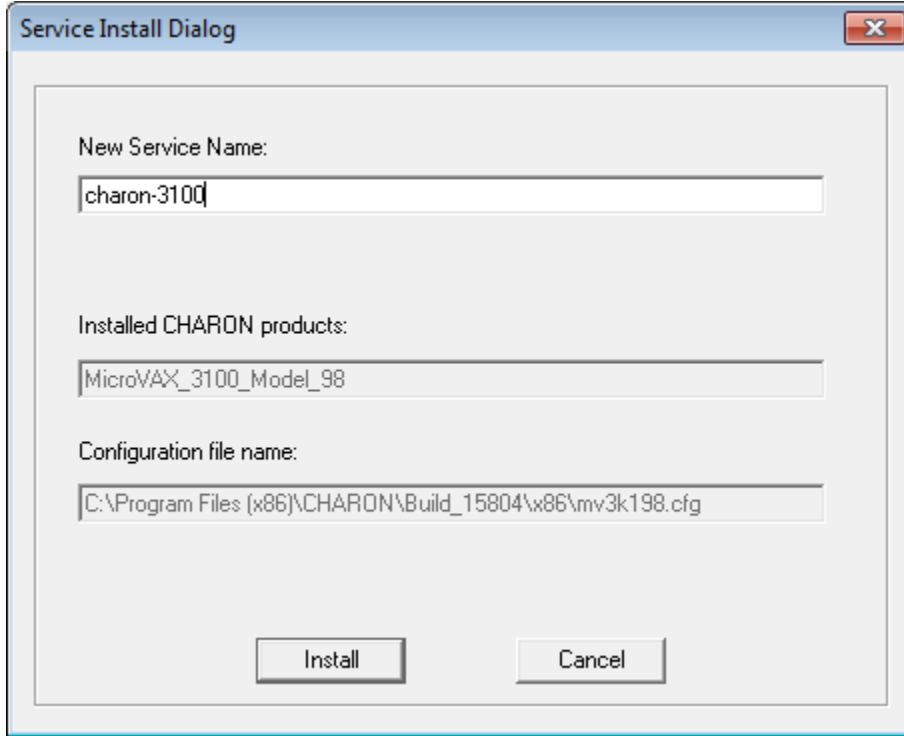 Service Install Dialog
New Service Name:
charon-3100
Installed CHARON products:
MicroVAX_3100_Model_98
Configuration file name:
C:\Program Files (x86)\CHARON\Build_15804\x86\mv3k198.cfg
Install Cancel